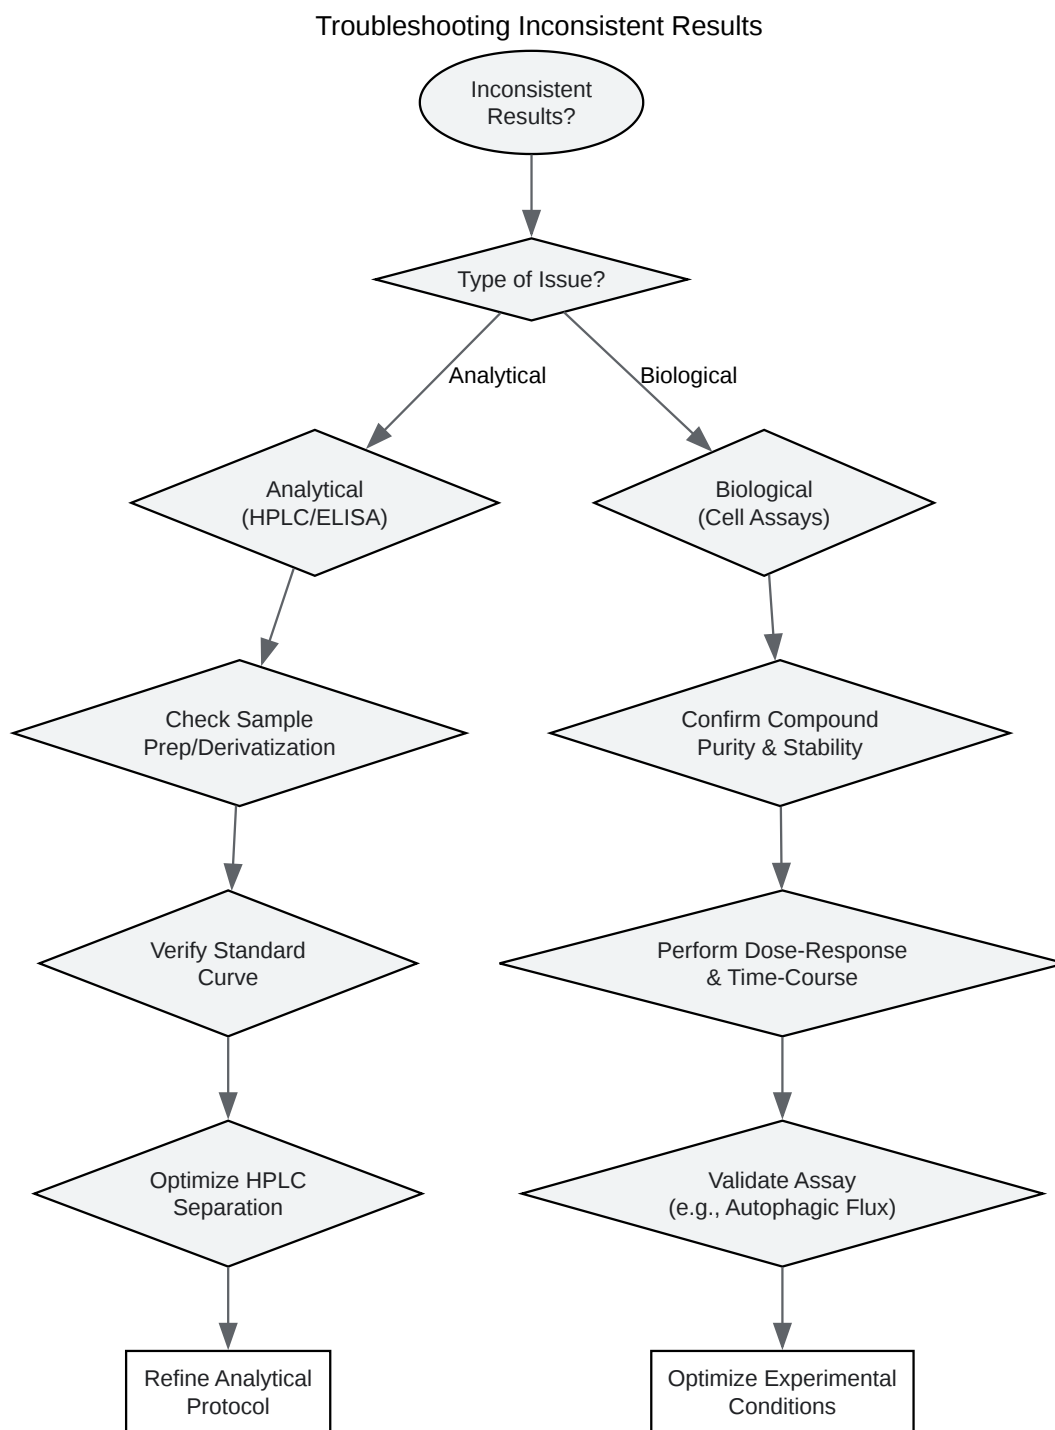 Troubleshooting Inconsistent Results
Inconsistent
Results?
Type of Issue?
Analytical
Biological
Analytical
(HPLC/ELISA)
Biological
(Cell Assays)
Check Sample
Prep/Derivatization
Confirm Compound
Purity & Stability
Verify Standard
Curve
Perform Dose-Response
& Time-Course
Optimize HPLC
Separation
Validate Assay
(e.g., Autophagic Flux)
Refine Analytical
Protocol
Optimize Experimental
Conditions